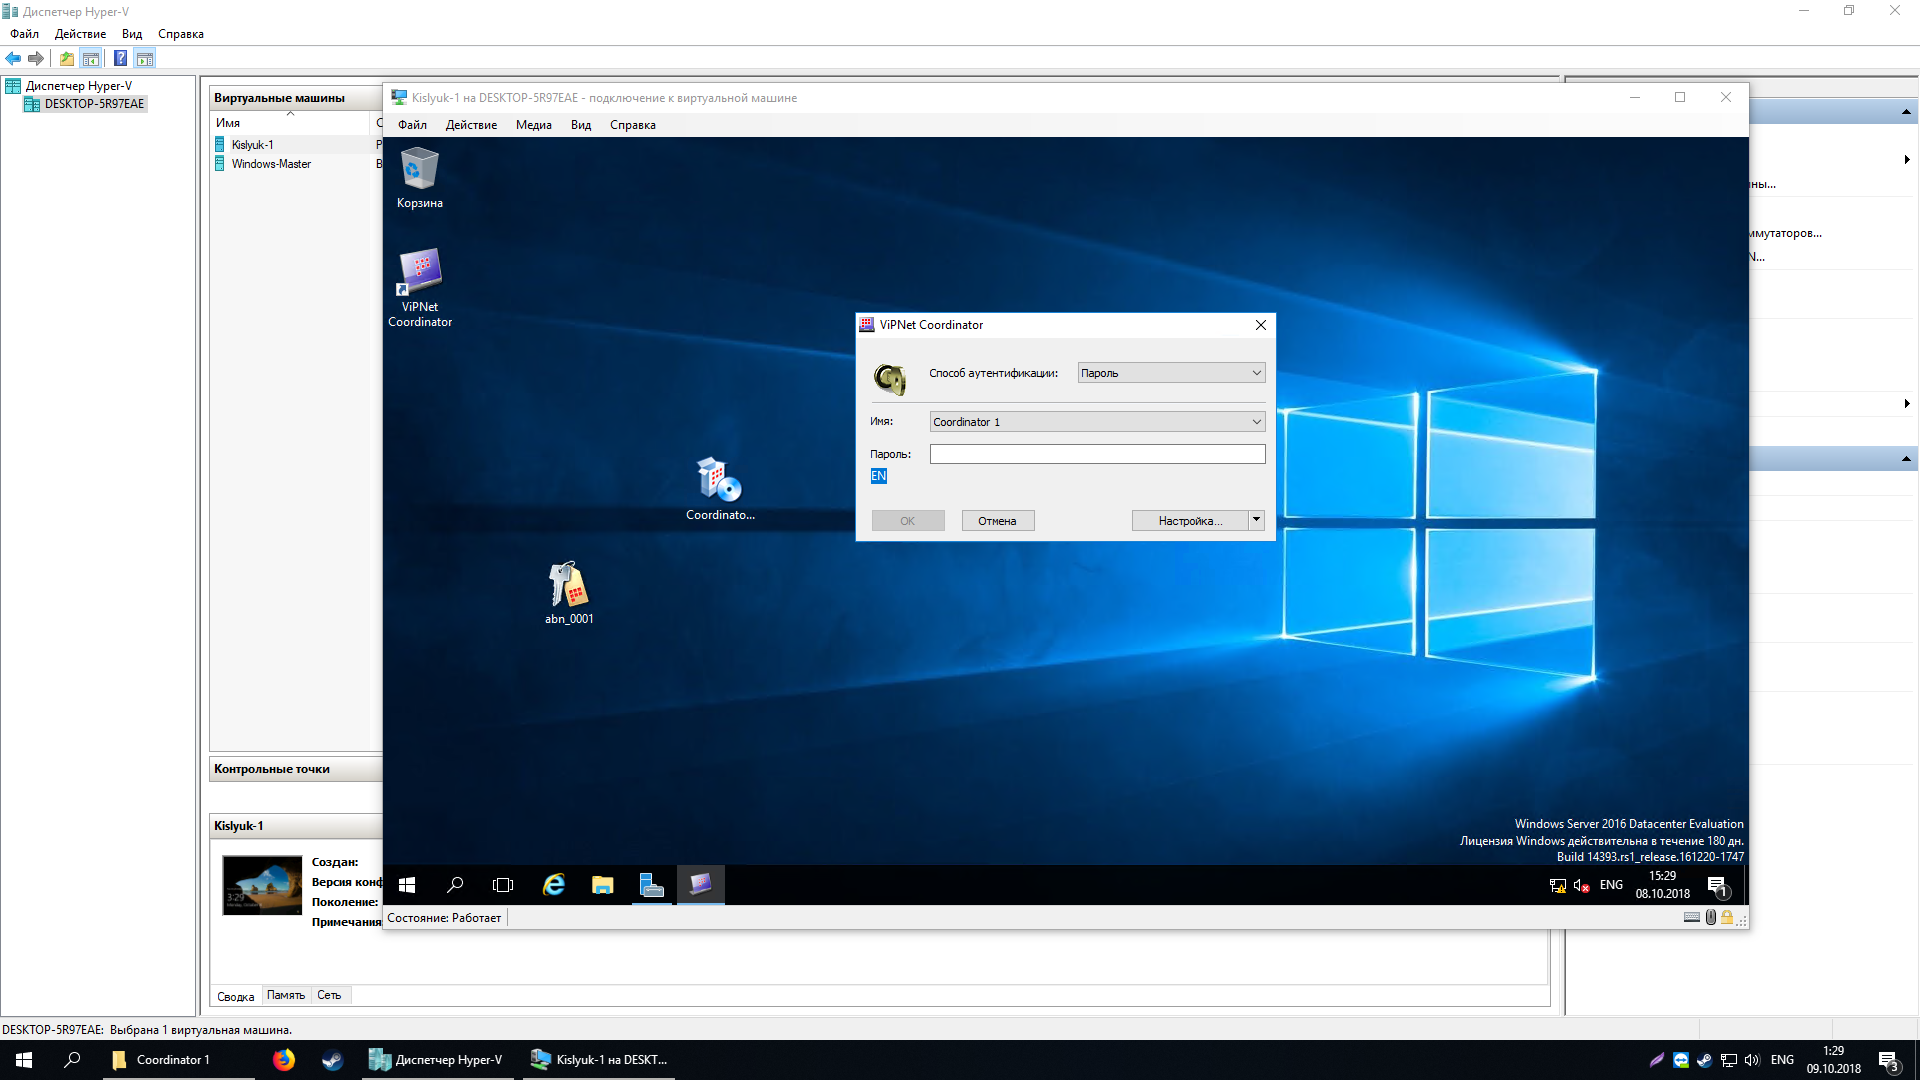 Диспетчер Hyper-V
Файл Действие Вид Справка
Диспетчер Hyper-V
DESKTOP-5R97EAE
Виртуальные машины
Имя
С
Kislyuk-1
Р
Windows-Master
В
Контрольные точки
Kislyuk-1
Создан:
Версия конф
Поколение:
Примечания
Сводка Память Сеть
Kislyuk-1 на DESKTOP-5R97EAE - подключение к виртуальной машине
Файл Действие Медиа Вид Справка
Корзина
ViPNet
Coordinator
Coordinato...
abn_0001
ViPNet Coordinator
Способ аутентификации: Пароль
Имя: Coordinator 1
Пароль:
EN
OK Отмена Настройка...
Windows Server 2016 Datacenter Evaluation
Лицензия Windows действительна в течение 180 дн.
Build 14393.rs1_release.161220-1747
ENG
15:29
08.10.2018
1
Состояние: Работает
ны...
ммутаторов...
N...
DESKTOP-5R97EAE: Выбрана 1 виртуальная машина.
Coordinator 1
Диспетчер Hyper-V
Kislyuk-1 на DESKT...
ENG
1:29
09.10.2018
3